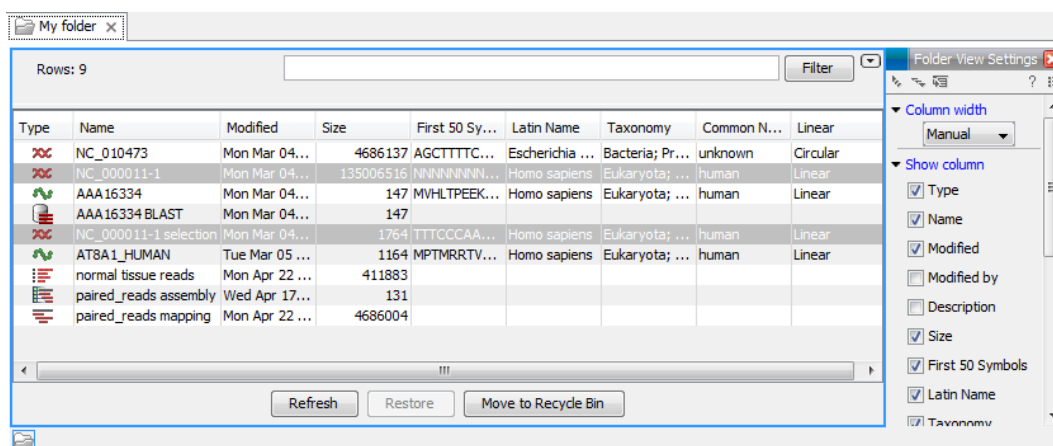 My folder
Rows: 9 Filter Folder View Settings
Type Name Modified Size First 50 Sy... Latin Name Taxonomy Common N... Linear
NC_010473 Mon Mar 04... 4686137 AGCTTTTC... Escherichia ... Bacteria; Pr... unknown Circular
NC_000011-1 Mon Mar 04... 135006516 NNNNNNNN... Homo sapiens Eukaryota; ... human Linear
AAA16334 Mon Mar 04... 147 MVHLTPEEK... Homo sapiens Eukaryota; ... human Linear
AAA16334 BLAST Mon Mar 04... 147
NC_000011-1 selection Mon Mar 04... 1764 TTTCCCAA... Homo sapiens Eukaryota; ... human Linear
AT8A1_HUMAN Tue Mar 05 ... 1164 MPTMRRTV... Homo sapiens Eukaryota; ... human Linear
normal tissue reads Mon Apr 22 ... 411883
paired_reads assembly Wed Apr 17... 131
paired_reads mapping Mon Apr 22 ... 4686004
Refresh Restore Move to Recycle Bin
Column width
Manual
Show column
Type
Name
Modified
Modified by
Description
Size
First 50 Symbols
Latin Name
Taxonomy